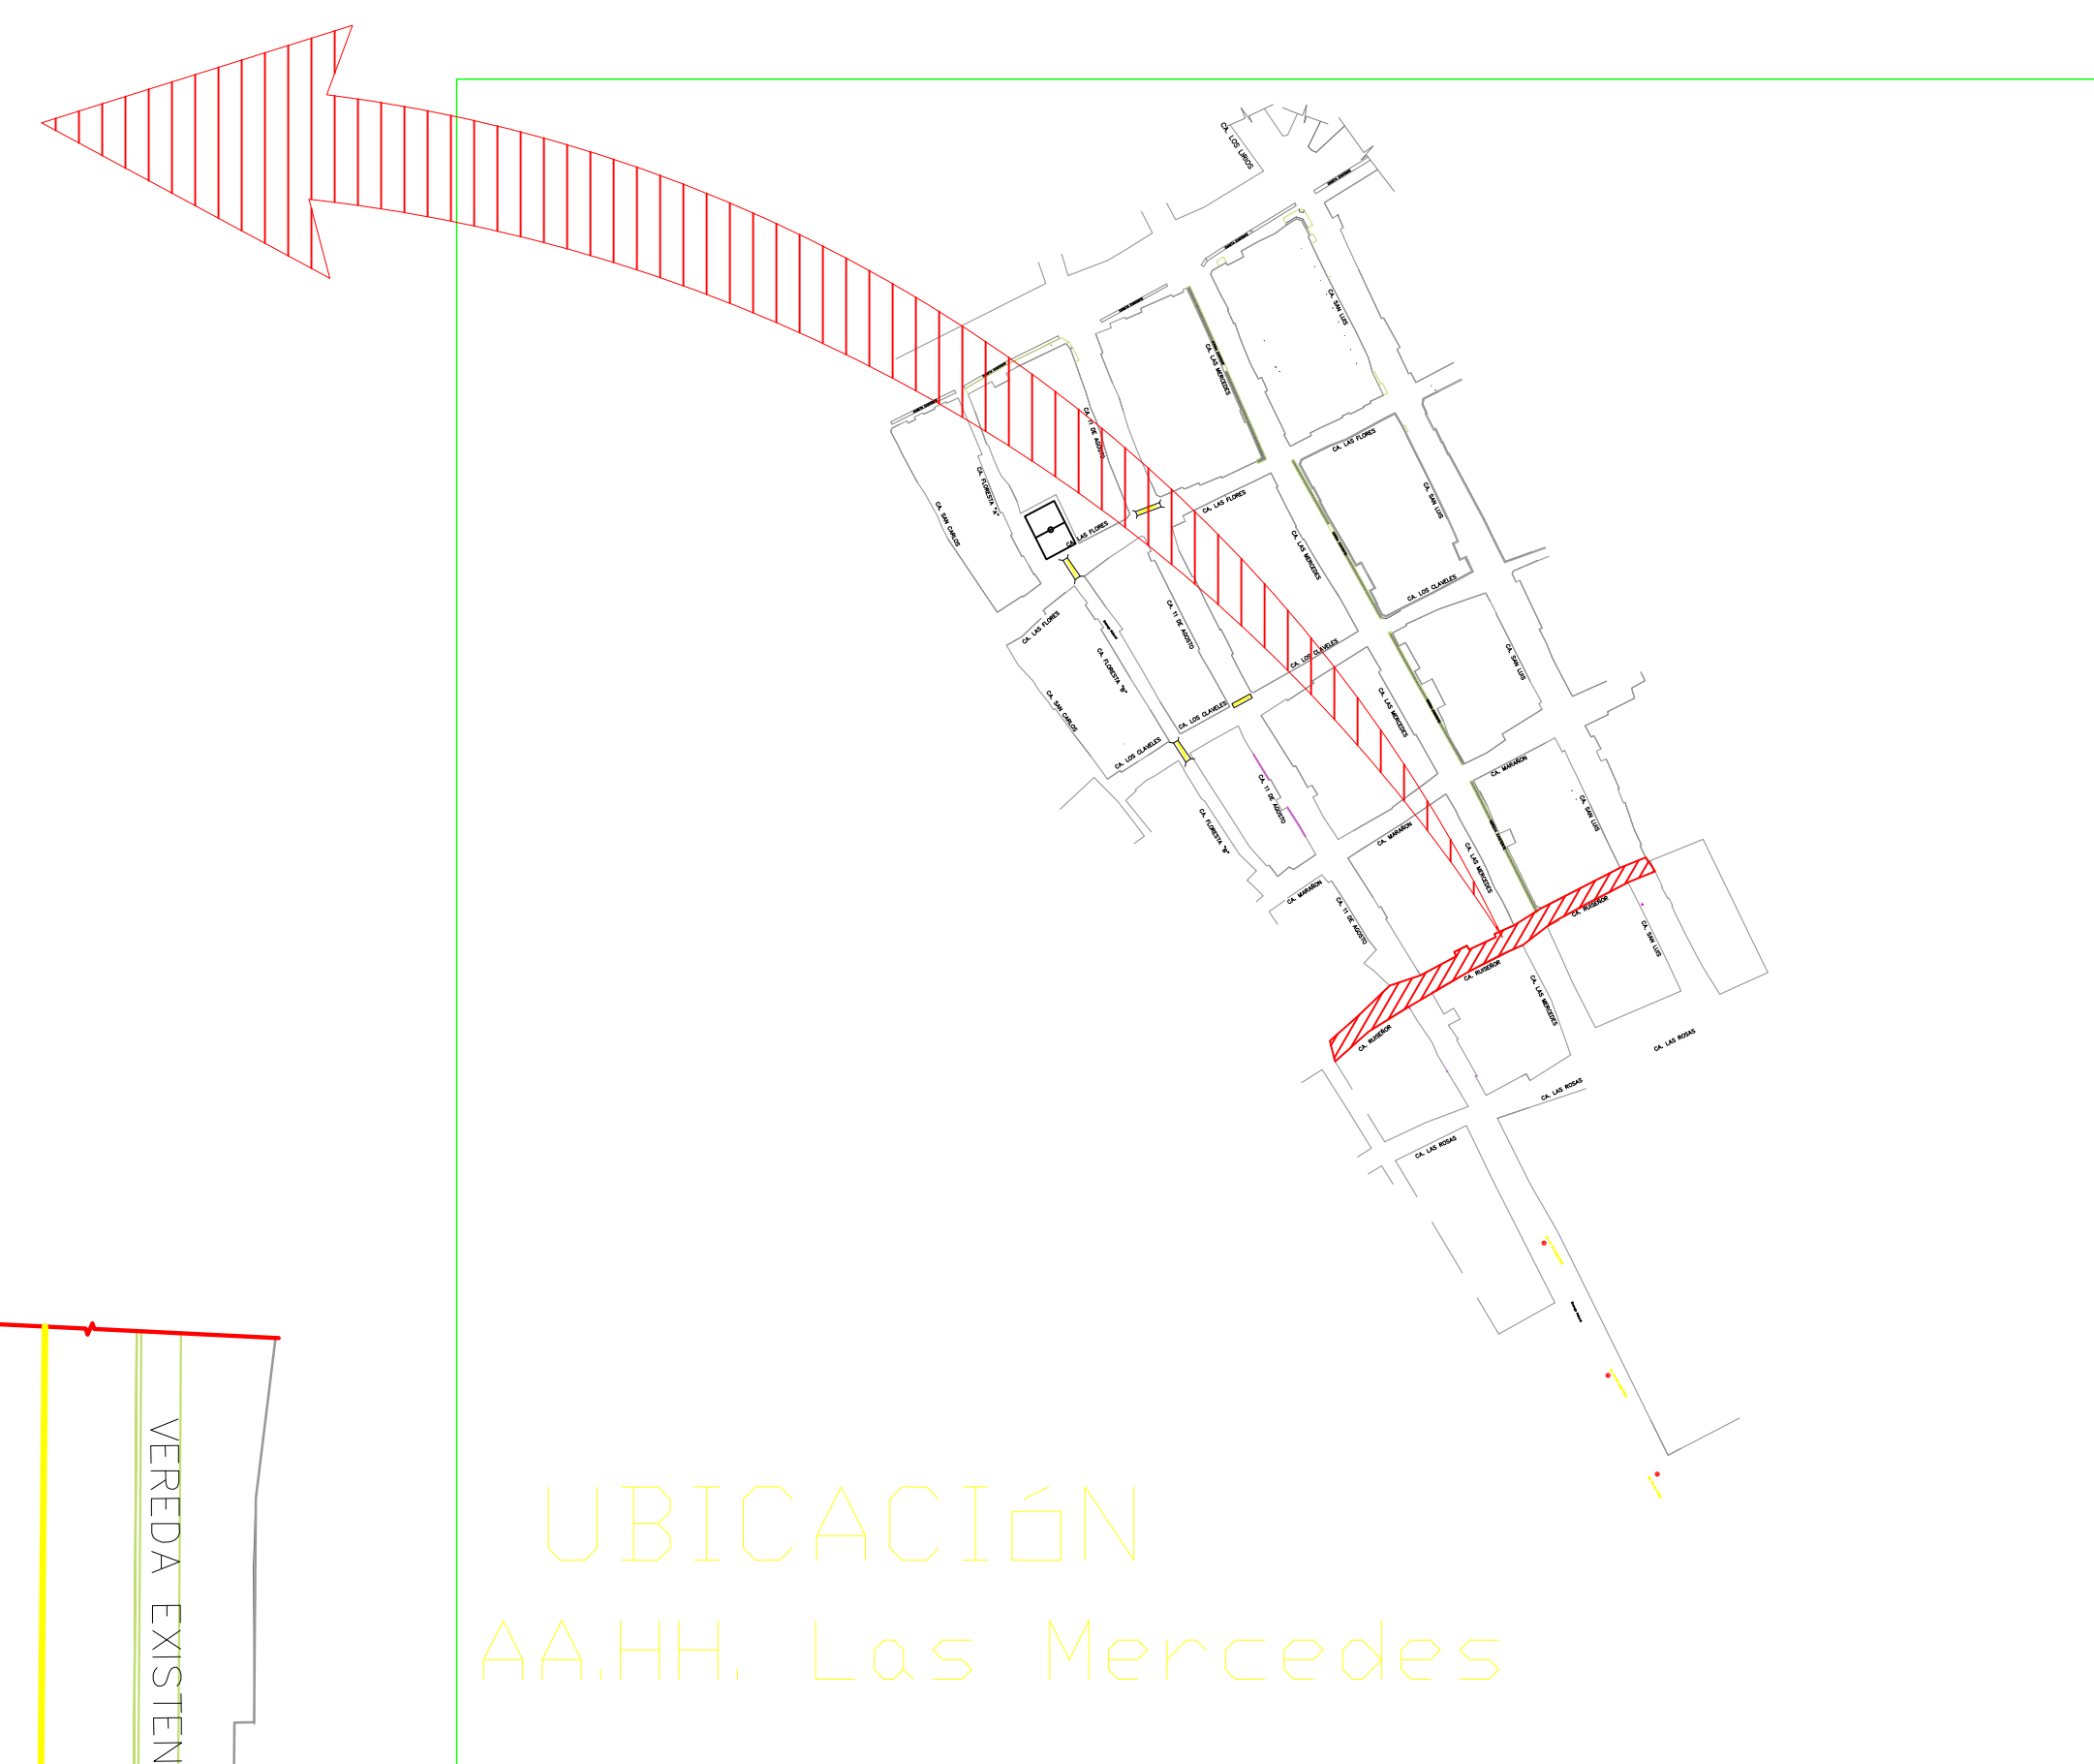 CA. LOS LIRIOS
CA. SAN LUIS
CA. LAS MERCEDES
CA. 11 DE AGOSTO
CA. LAS FLORES
CA. FLORESTA "A"
CA. SAN CARLOS
CA. LAS FLORES
CA. SAN LUIS
CA. LAS FLORES
CA. LAS MERCEDES
CA. LOS CLAVELES
CA. 11 DE AGOSTO
CA. LAS FLORES
CA. FLORESTA "B"
CA. LOS CLAVELES
CA. SAN LUIS
CA. SAN CARLOS
CA. LOS CLAVELES
CA. LAS MERCEDES
CA. LOS CLAVELES
CA. MARAÑON
CA. 11 DE AGOSTO
CA. SAN LUIS
CA. FLORESTA "B"
CA. MARAÑON
CA. LAS MERCEDES
CA. MARAÑON
CA. RUISEÑOR
CA. 11 DE AGOSTO
CA. SAN LUIS
CA. RUISEÑOR
CA. LAS MERCEDES
CA. RUISEÑOR
CA. LAS ROSAS
CA. LAS ROSAS
CA. LAS ROSAS
VEREDA EXISTEN
UBICACIóN
AA.HH. Las Mercedes